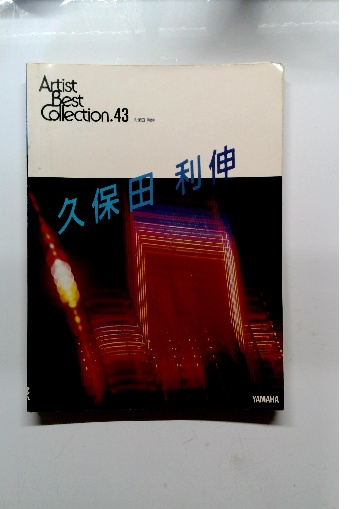 Artist
Best
Collection.43
久保田 利伸
YAMAHA